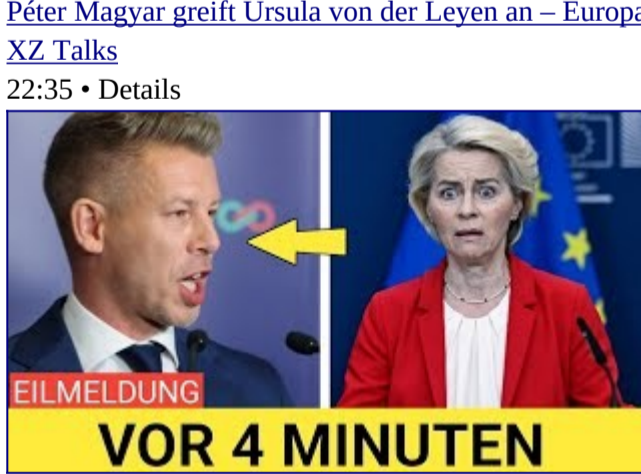 Péter Magyar greift Ursula von der Leyen an – Europa
XZ Talks
22:35 • Details
EILMELDUNG
VOR 4 MINUTEN